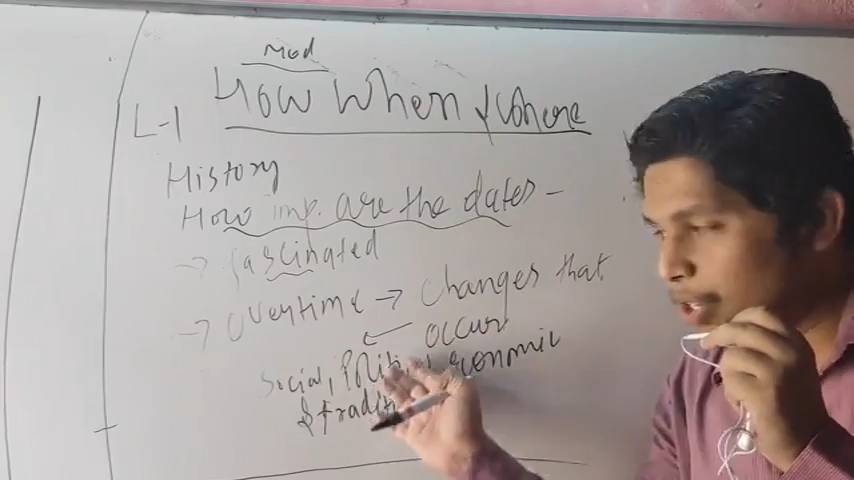 Mod
How When & Where
L-1
History
How imp. are the dates -
→ fascinated
→ Overtime → Changes that
occur
Social, Political, economic
& traditi